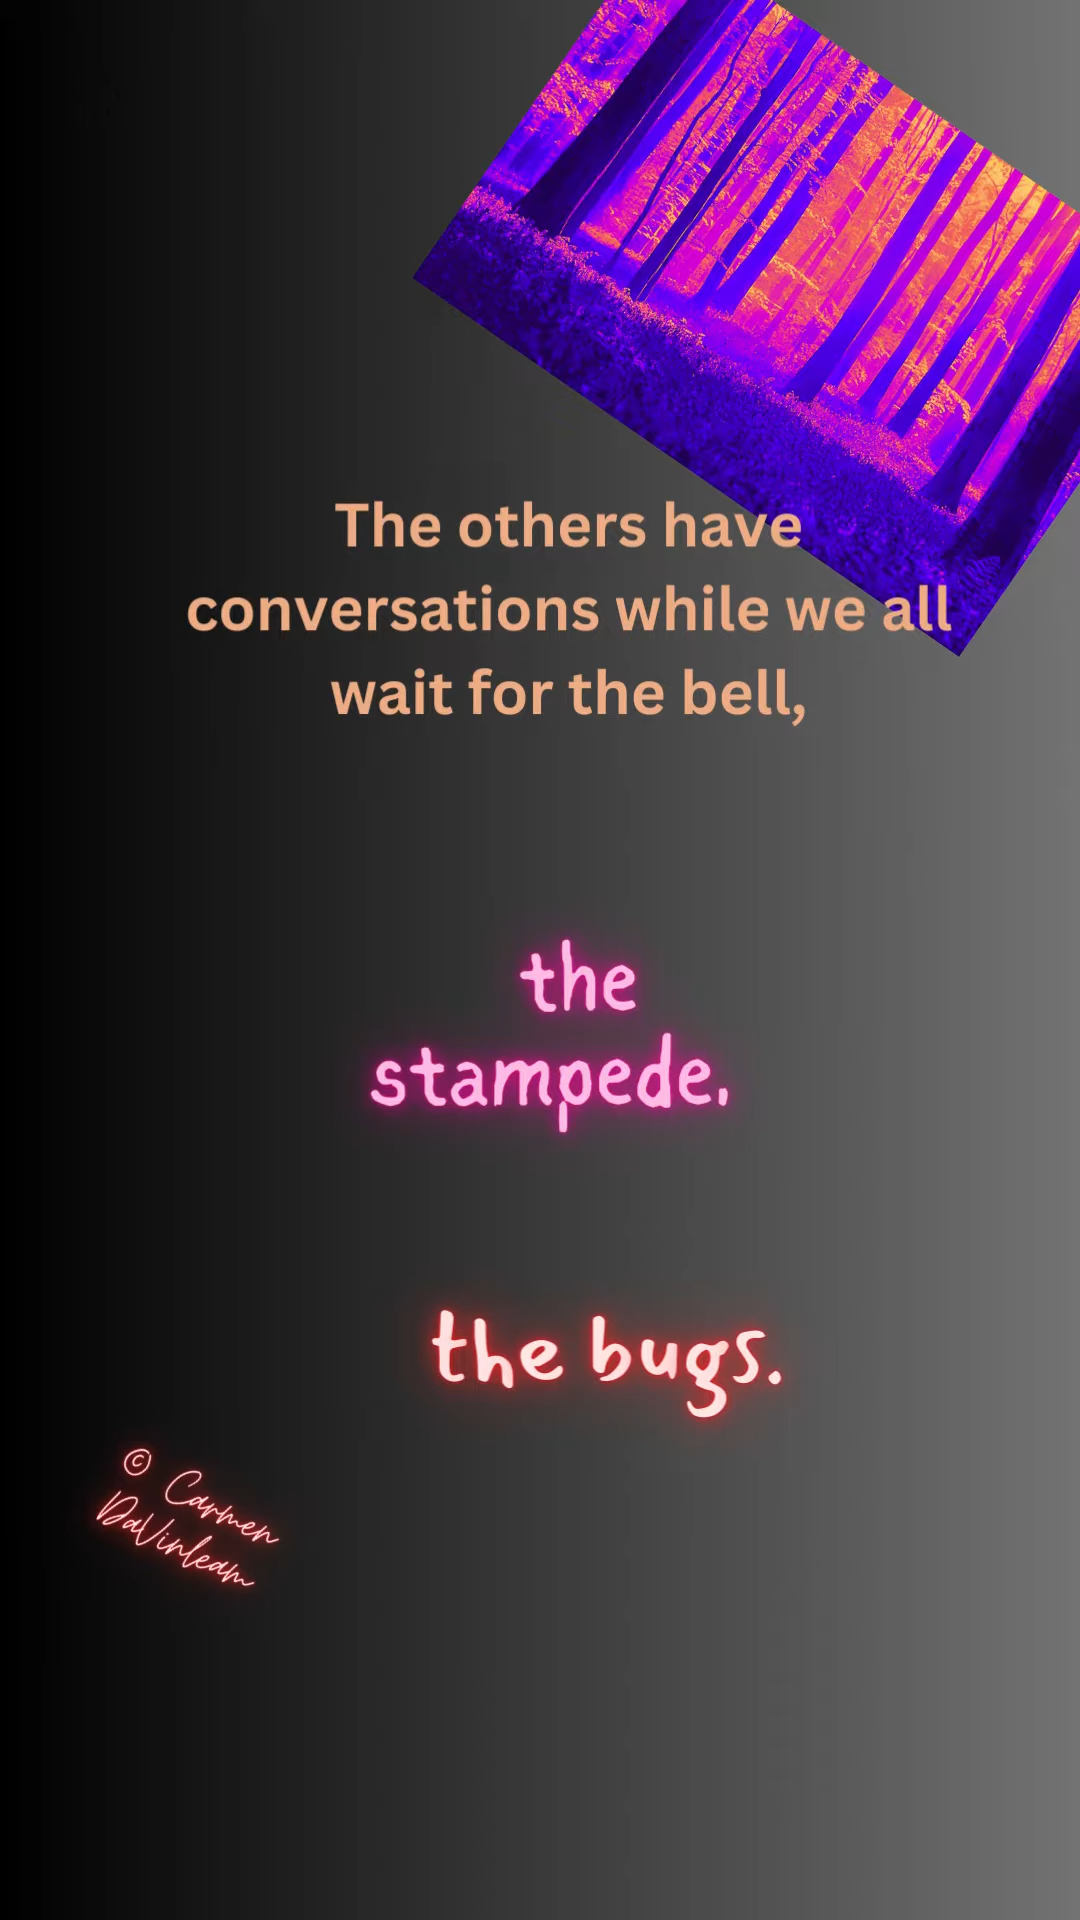 The others have
conversations while we all
wait for the bell,
the
stampede,
the bugs.
© Carmen
DaVinleam